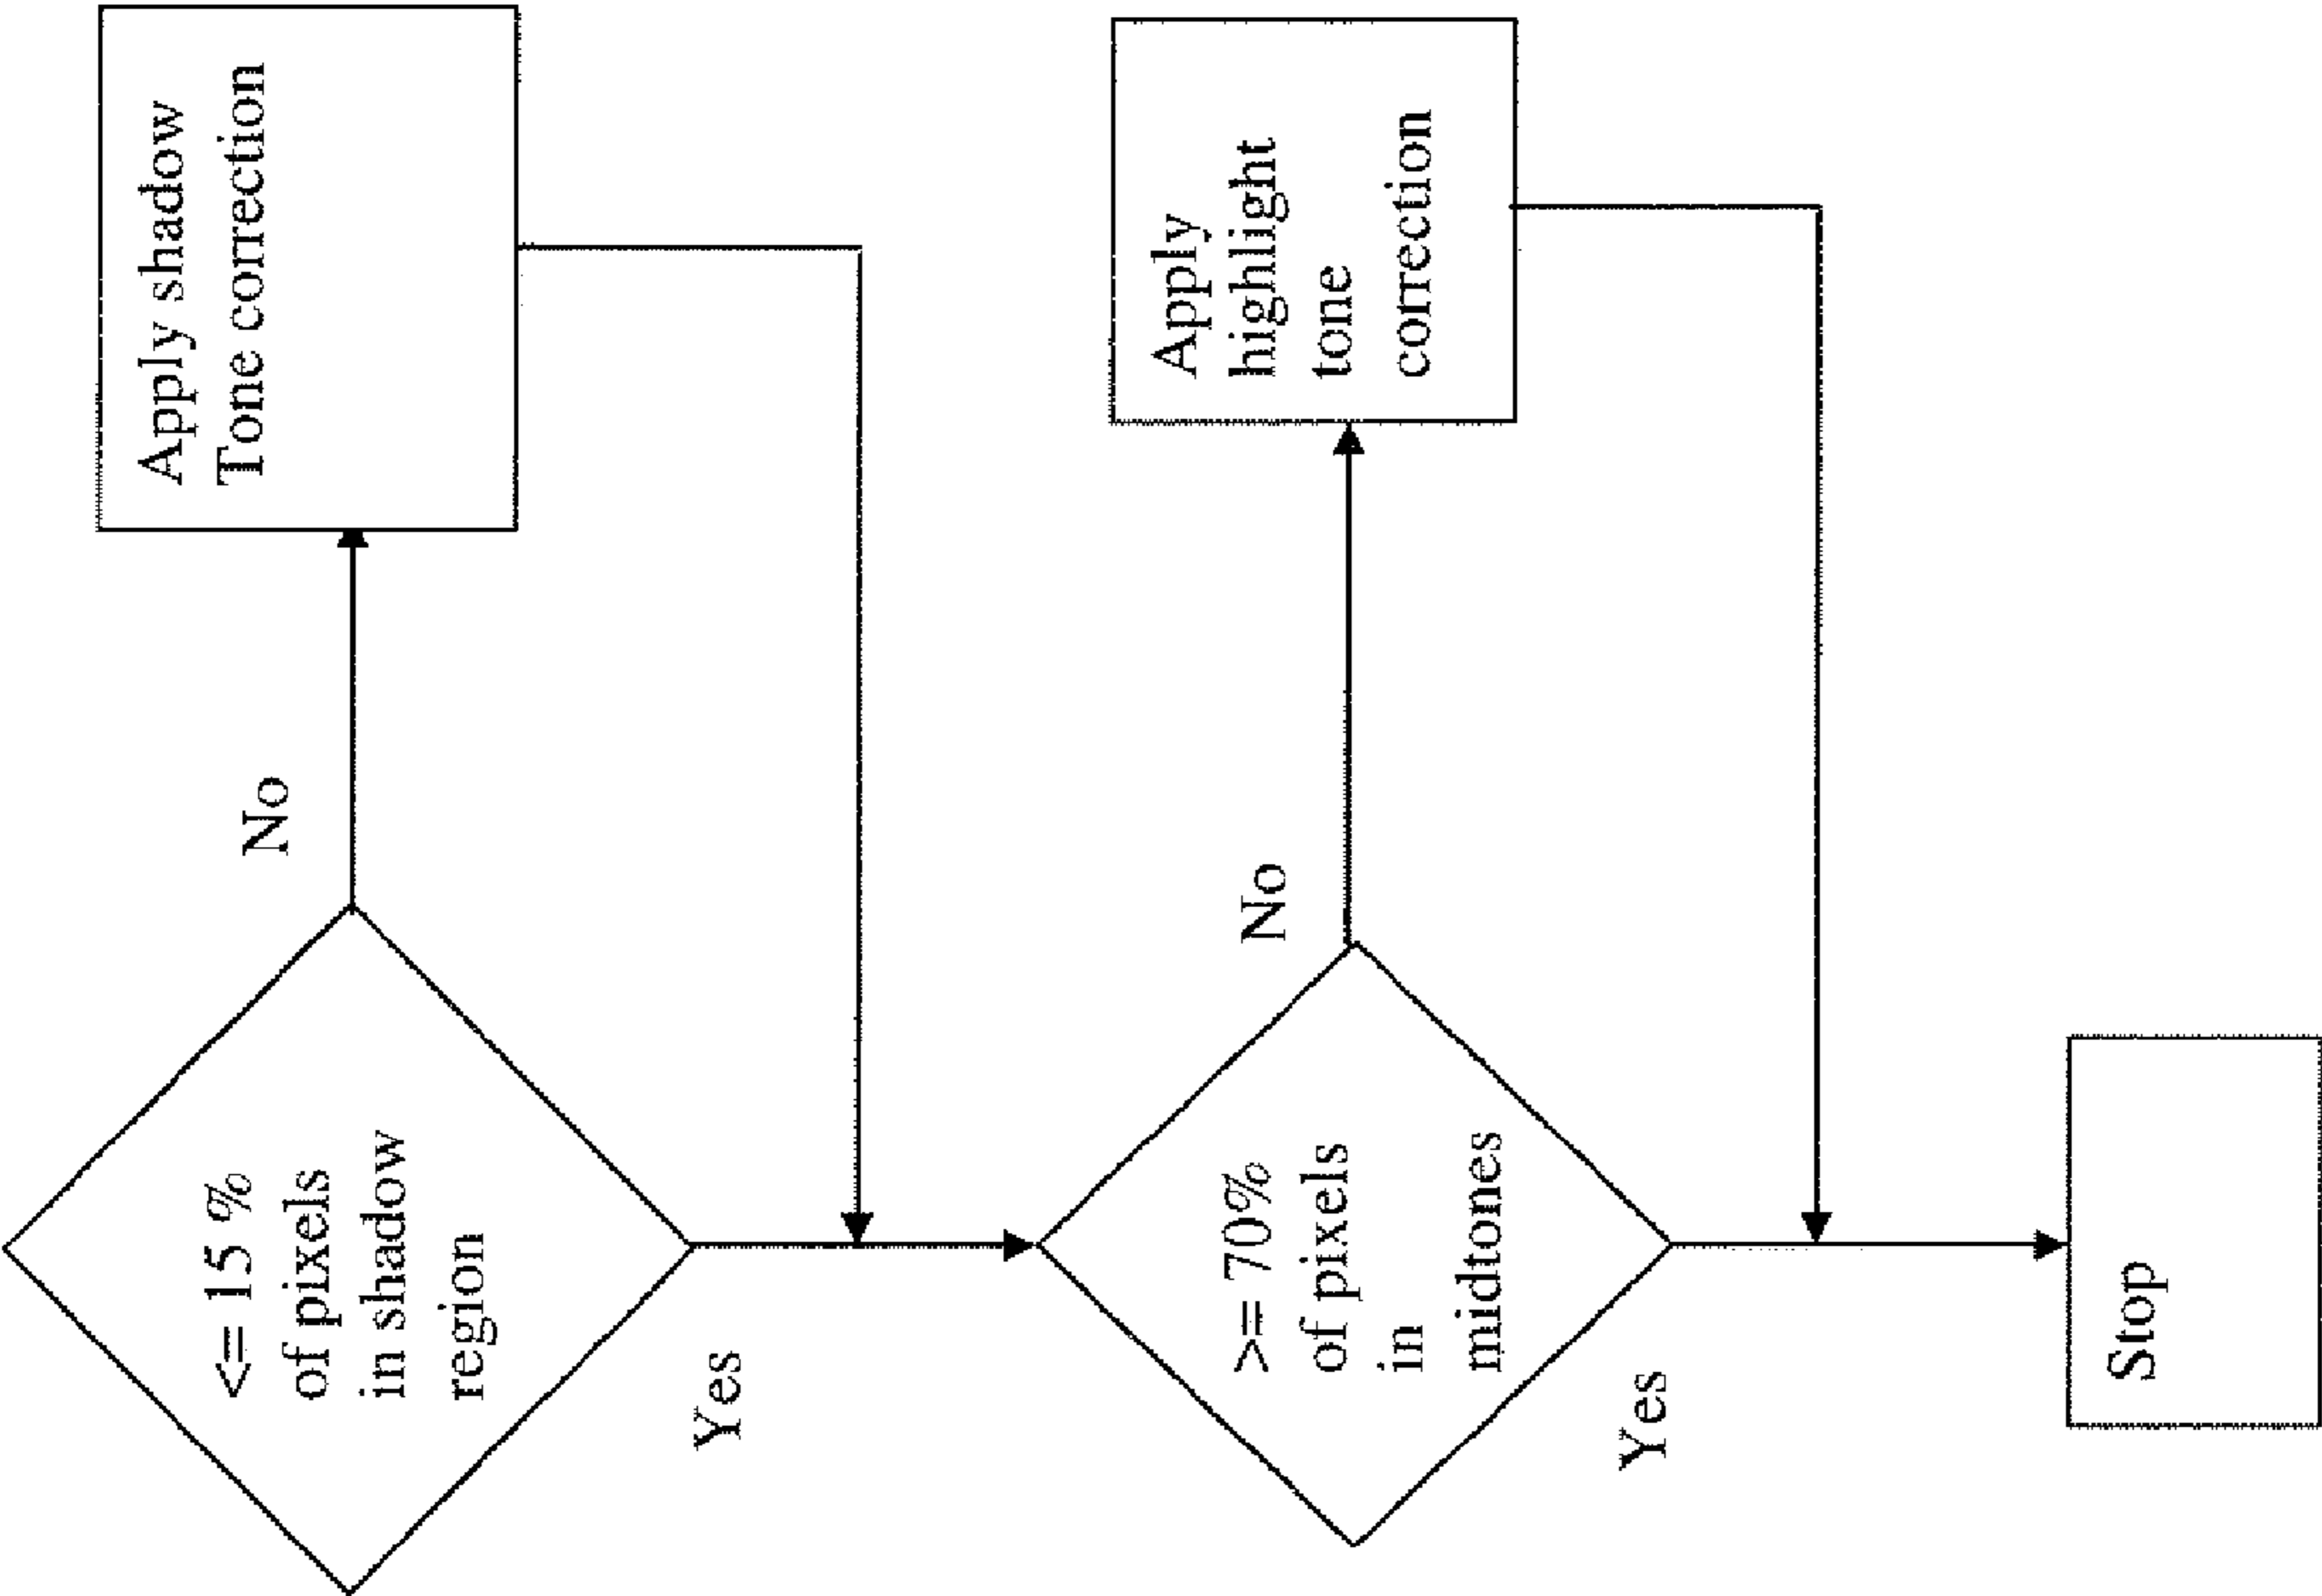 <= 15 %
of pixels
in shadow
region
No
Apply shadow
Tone correction
Yes
>= 70%
of pixels
in
midtones
No
Apply
highlight
tone
correction
Yes
Stop